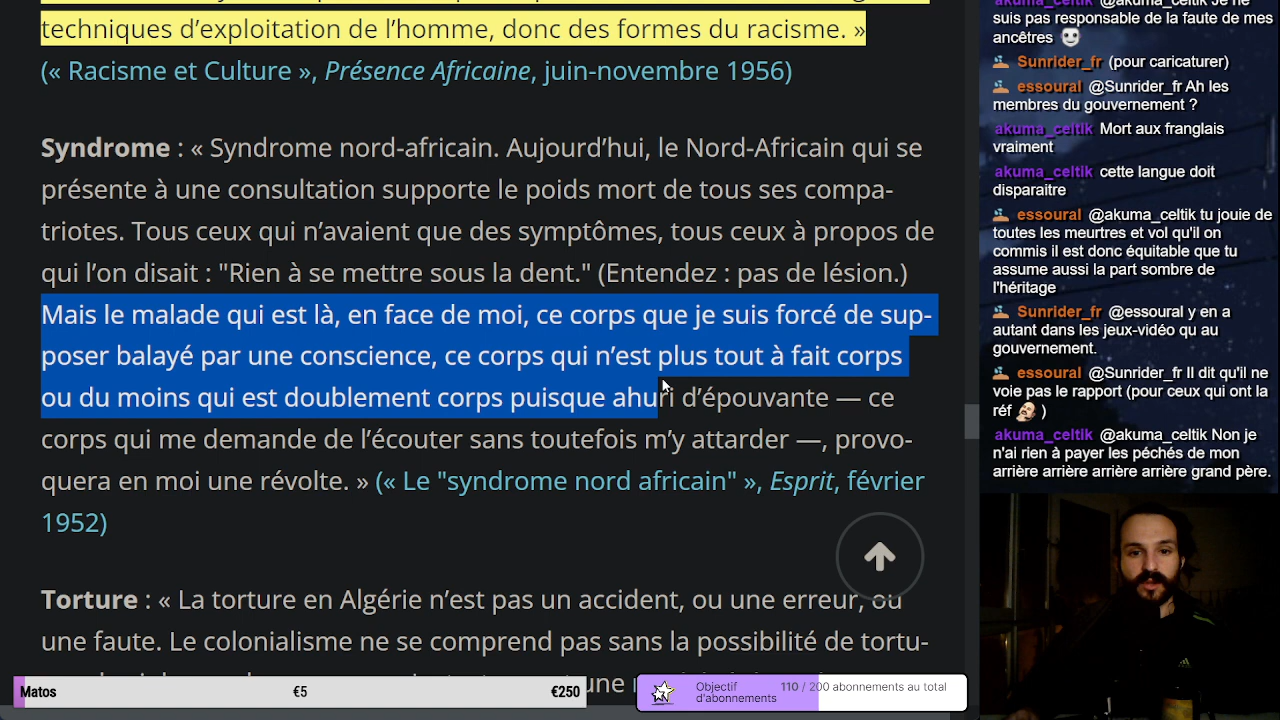 techniques d’exploitation de l’homme, donc des formes du racisme. »
(« Racisme et Culture », Présence Africaine, juin-novembre 1956)
Syndrome : « Syndrome nord-africain. Aujourd’hui, le Nord-Africain qui se
présente à une consultation supporte le poids mort de tous ses compa-
triotes. Tous ceux qui n’avaient que des symptômes, tous ceux à propos de
qui l’on disait : "Rien à se mettre sous la dent." (Entendez : pas de lésion.)
Mais le malade qui est là, en face de moi, ce corps que je suis forcé de sup-
poser balayé par une conscience, ce corps qui n’est plus tout à fait corps
ou du moins qui est doublement corps puisque ahuri d’épouvante — ce
corps qui me demande de l’écouter sans toutefois m’y attarder —, provo-
quera en moi une révolte. » (« Le "syndrome nord africain" », Esprit, février
1952)
Torture : « La torture en Algérie n’est pas un accident, ou une erreur, ou
une faute. Le colonialisme ne se comprend pas sans la possibilité de tortu-
Matos €5 €250
Objectif d'abonnements 110 / 200 abonnements au total
akuma_celtik @akuma_celtik Je ne
suis pas responsable de la faute de mes
ancêtres
Sunrider_fr (pour caricaturer)
essoural @Sunrider_fr Ah les
membres du gouvernement ?
akuma_celtik Mort aux franglais
vraiment
akuma_celtik cette langue doit
disparaitre
essoural @akuma_celtik tu jouie de
toutes les meurtres et vol qu'il on
commis il est donc équitable que tu
assume aussi la part sombre de
l'héritage
Sunrider_fr @essoural y en a
autant dans les jeux-vidéo qu au
gouvernement.
essoural @Sunrider_fr Il dit qu'il ne
voie pas le rapport (pour ceux qui ont la
réf )
akuma_celtik @akuma_celtik Non je
n'ai rien à payer les péchés de mon
arrière arrière arrière arrière grand père.